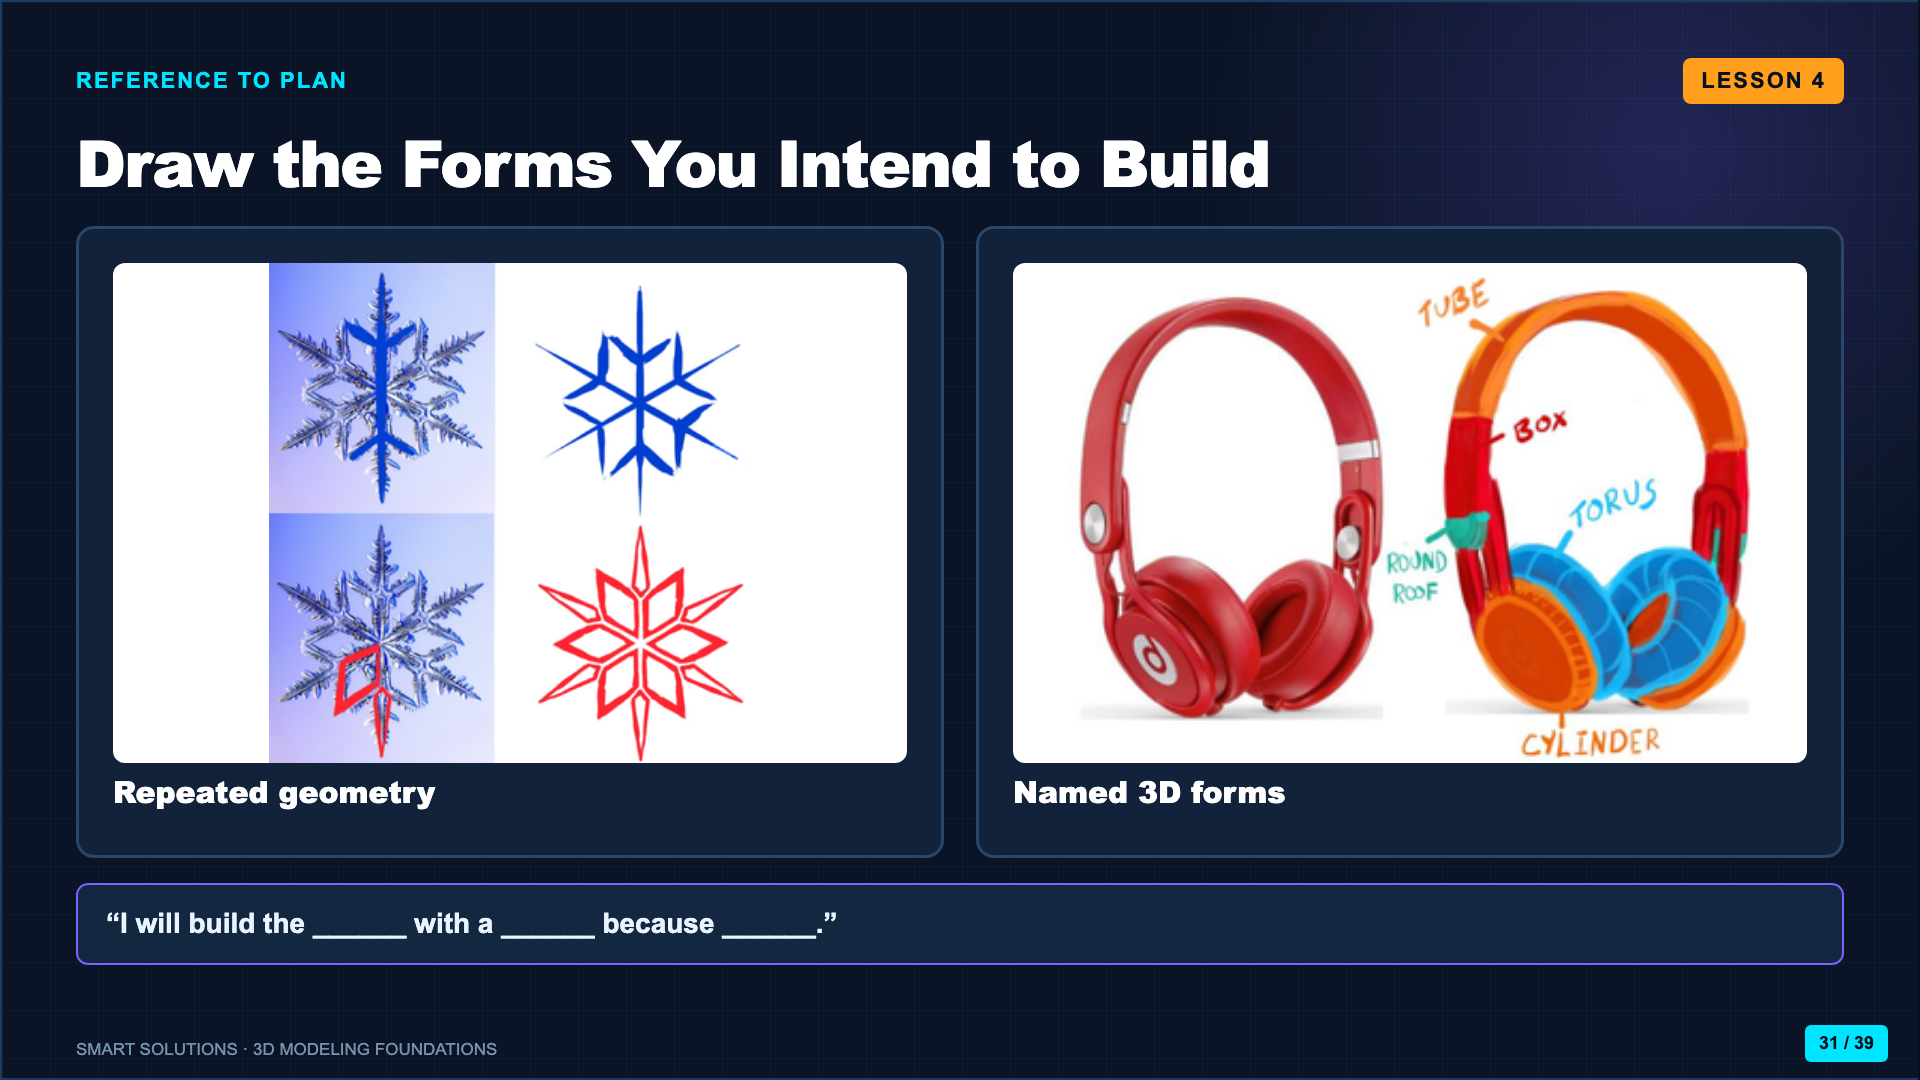 REFERENCE TO PLAN
LESSON 4
Draw the Forms You Intend to Build
TUBE
BOX
TORUS
ROUND
ROOF
CYLINDER
Repeated geometry
Named 3D forms
“I will build the ______ with a ______ because ______.”
SMART SOLUTIONS · 3D MODELING FOUNDATIONS
31 / 39